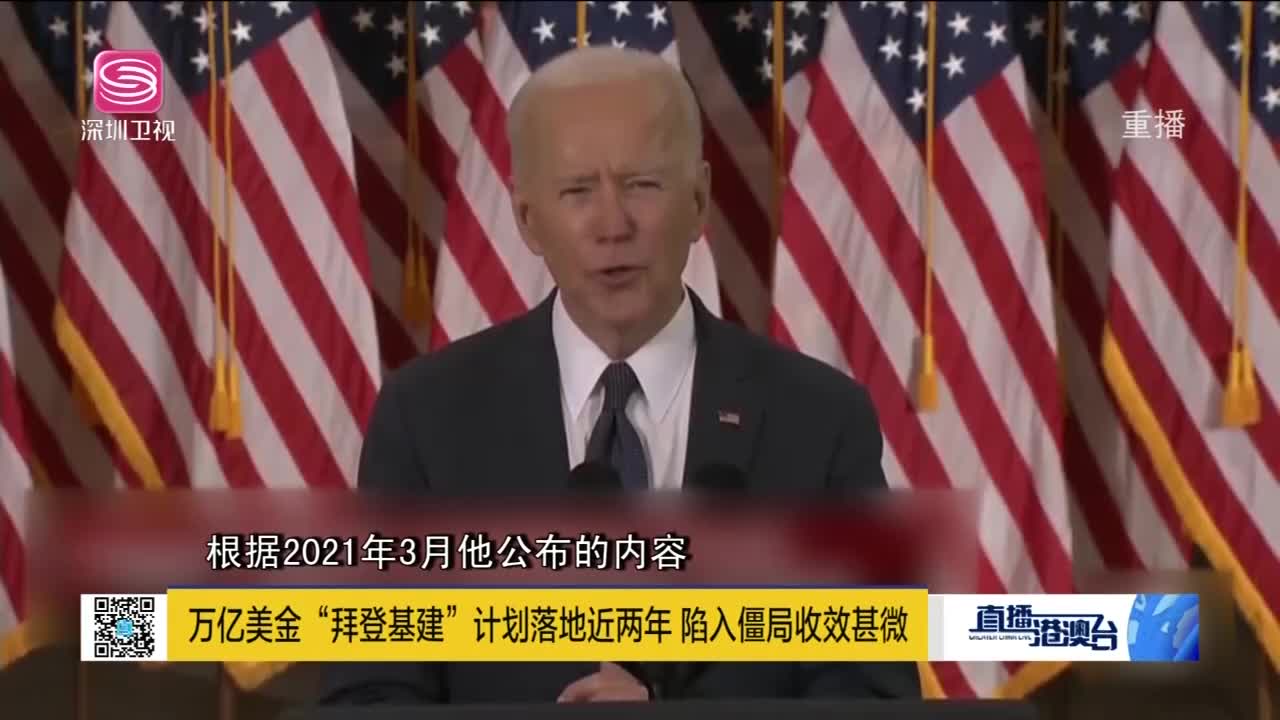 深圳卫视
重播
根据2021年3月他公布的内容
万亿美金“拜登基建”计划落地近两年 陷入僵局收效甚微
直播港澳台